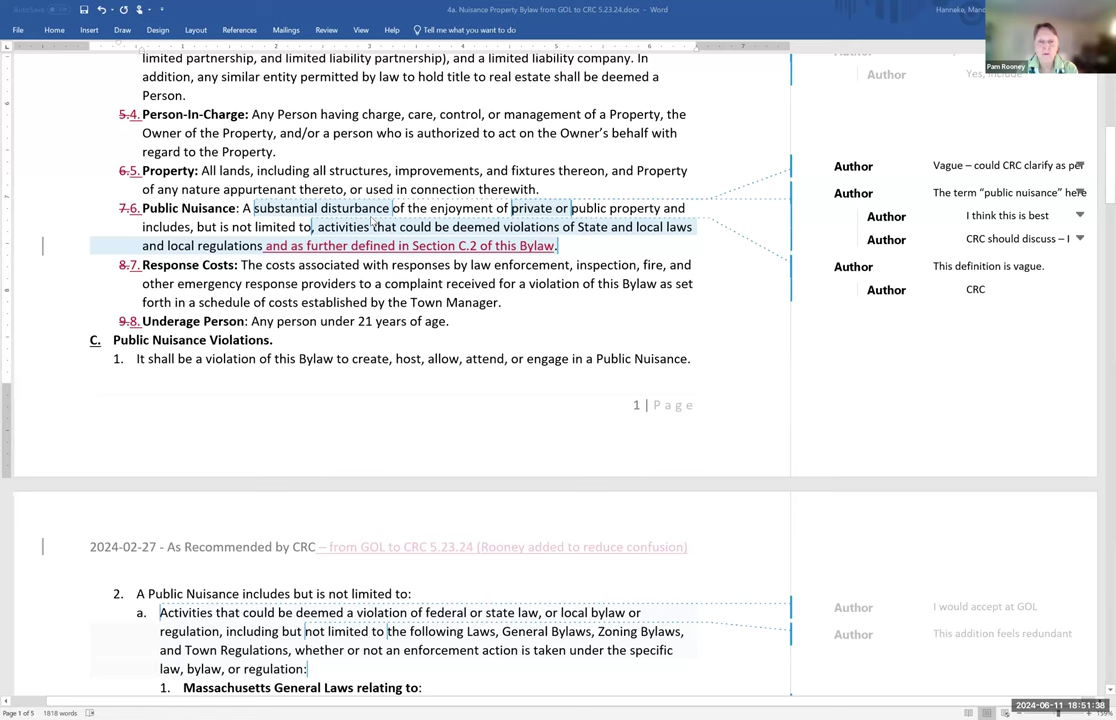 AutoSave
4a. Nuisance Property Bylaw from GOL to CRC 5.23.24.docx - Word
Hanneke, Mand
File Home Insert Draw Design Layout References Mailings Review View Help Tell me what you want to do
Pam Rooney
1 2 3 4 5 6 7
limited partnership, and limited liability partnership), and a limited liability company. In
addition, any similar entity permitted by law to hold title to real estate shall be deemed a
Person.
5.4. Person-In-Charge: Any Person having charge, care, control, or management of a Property, the
Owner of the Property, and/or a person who is authorized to act on the Owner's behalf with
regard to the Property.
6.5. Property: All lands, including all structures, improvements, and fixtures thereon, and Property
of any nature appurtenant thereto, or used in connection therewith.
7.6. Public Nuisance: A substantial disturbance of the enjoyment of private or public property and
includes, but is not limited to, activities that could be deemed violations of State and local laws
and local regulations and as further defined in Section C.2 of this Bylaw.
8.7. Response Costs: The costs associated with responses by law enforcement, inspection, fire, and
other emergency response providers to a complaint received for a violation of this Bylaw as set
forth in a schedule of costs established by the Town Manager.
9.8. Underage Person: Any person under 21 years of age.
C. Public Nuisance Violations.
1. It shall be a violation of this Bylaw to create, host, allow, attend, or engage in a Public Nuisance.
1 | Page
Author Yes, include
Author Vague – could CRC clarify as per
Author The term "public nuisance" here
Author I think this is best
Author CRC should discuss – I
Author This definition is vague.
Author CRC
2024-02-27 - As Recommended by CRC – from GOL to CRC 5.23.24 (Rooney added to reduce confusion)
2. A Public Nuisance includes but is not limited to:
a. Activities that could be deemed a violation of federal or state law, or local bylaw or
regulation, including but not limited to the following Laws, General Bylaws, Zoning Bylaws,
and Town Regulations, whether or not an enforcement action is taken under the specific
law, bylaw, or regulation:
1. Massachusetts General Laws relating to:
Author I would accept at GOL
Author This addition feels redundant
Page 1 of 5 1818 words
2024-06-11 18:51:38